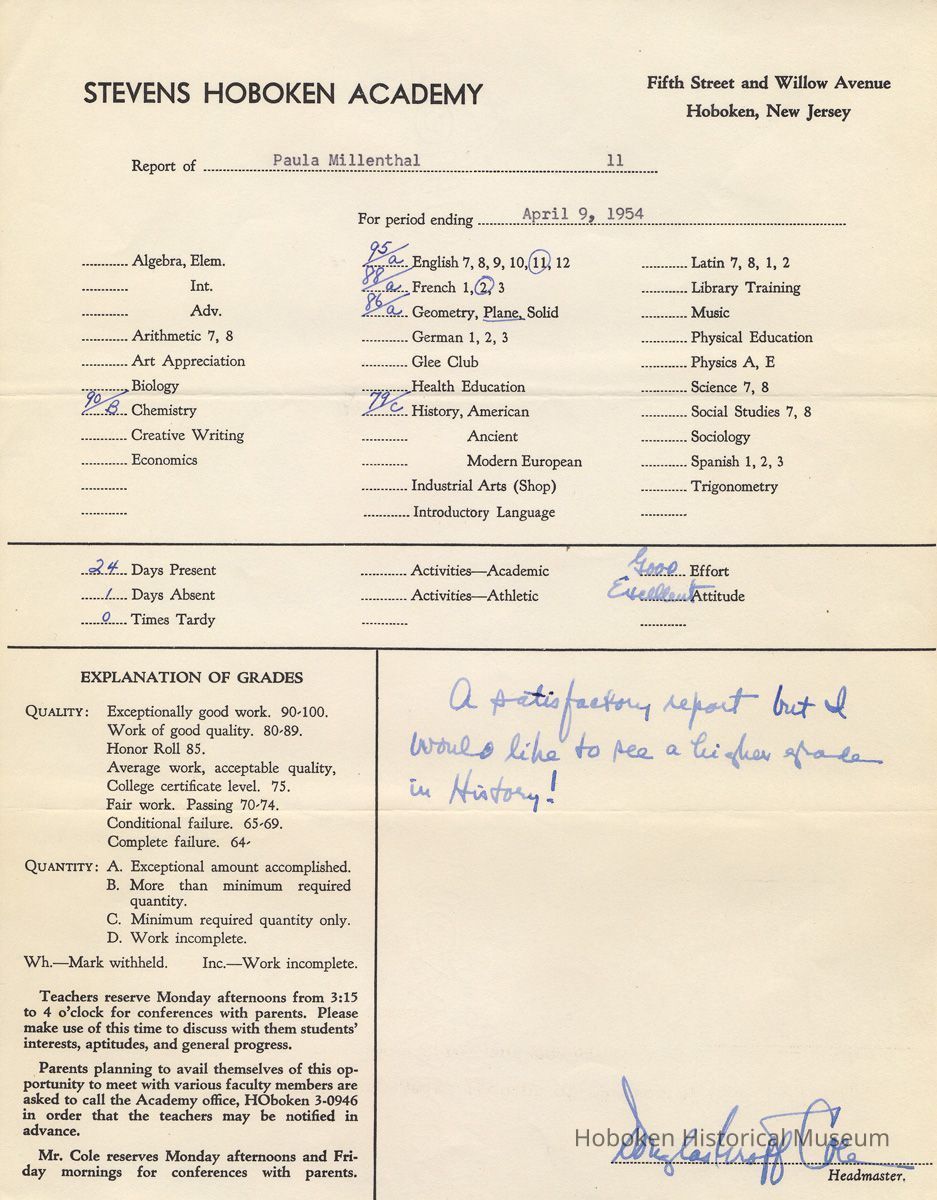 STEVENS HOBOKEN ACADEMY
Fifth Street and Willow Avenue
Hoboken, New Jersey
Report of Paula Millenthal 11
For period ending April 9, 1954
Algebra, Elem.
Int.
Adv.
Arithmetic 7, 8
Art Appreciation
Biology
90/B Chemistry
Creative Writing
Economics
95/a English 7, 8, 9, 10, 11, 12
88/a French 1, 2, 3
86/a Geometry, Plane, Solid
German 1, 2, 3
Glee Club
Health Education
79/c History, American
Ancient
Modern European
Industrial Arts (Shop)
Introductory Language
Latin 7, 8, 1, 2
Library Training
Music
Physical Education
Physics A, E
Science 7, 8
Social Studies 7, 8
Sociology
Spanish 1, 2, 3
Trigonometry
24 Days Present
1 Days Absent
0 Times Tardy
Activities—Academic
Activities—Athletic
Good Effort
Excellent Attitude
EXPLANATION OF GRADES
QUALITY: Exceptionally good work. 90-100.
Work of good quality. 80-89.
Honor Roll 85.
Average work, acceptable quality,
College certificate level. 75.
Fair work. Passing 70-74.
Conditional failure. 65-69.
Complete failure. 64-
QUANTITY: A. Exceptional amount accomplished.
B. More than minimum required
quantity.
C. Minimum required quantity only.
D. Work incomplete.
Wh.—Mark withheld. Inc.—Work incomplete.
Teachers reserve Monday afternoons from 3:15
to 4 o'clock for conferences with parents. Please
make use of this time to discuss with them students'
interests, aptitudes, and general progress.
Parents planning to avail themselves of this op-
portunity to meet with various faculty members are
asked to call the Academy office, HOboken 3-0946
in order that the teachers may be notified in
advance.
Mr. Cole reserves Monday afternoons and Fri-
day mornings for conferences with parents.
A satisfactory report but I
would like to see a higher grade
in History!
Hoboken Historical Museum
Douglas Cole
Headmaster.